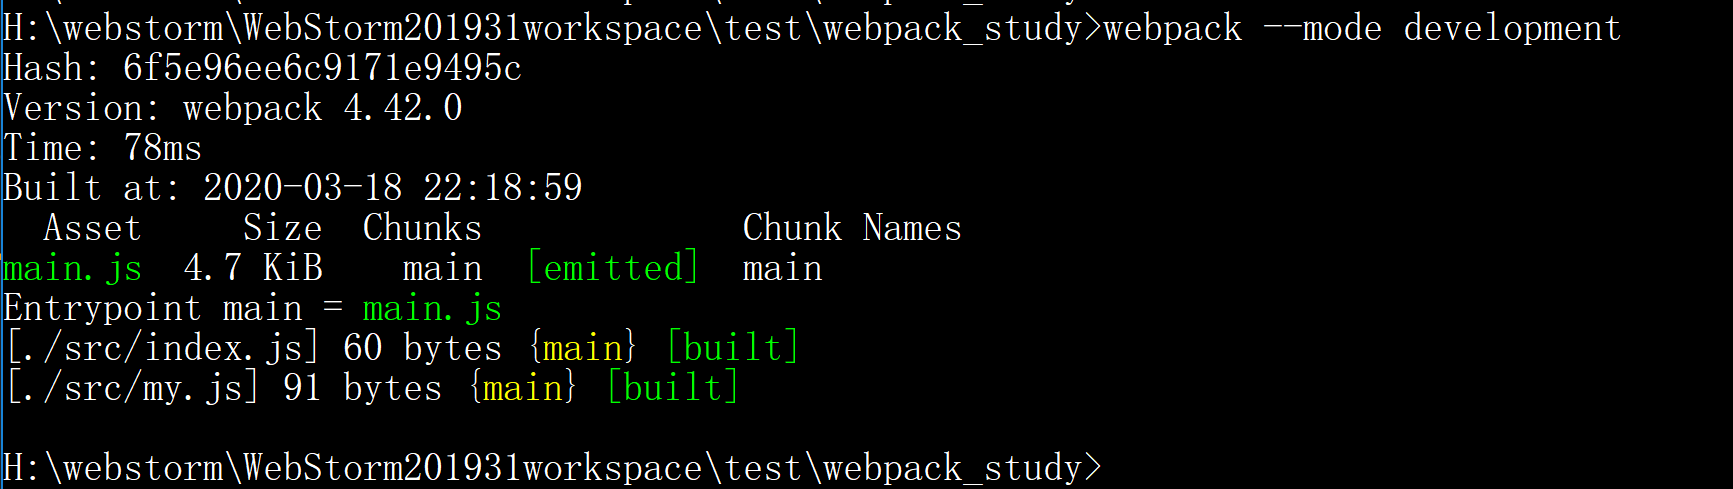 H:\webstorm\WebStorm201931workspace\test\webpack_study>webpack --mode development
Hash: 6f5e96ee6c9171e9495c
Version: webpack 4.42.0
Time: 78ms
Built at: 2020-03-18 22:18:59
Asset Size Chunks Chunk Names
main.js 4.7 KiB main [emitted] main
Entrypoint main = main.js
[./src/index.js] 60 bytes {main} [built]
[./src/my.js] 91 bytes {main} [built]
H:\webstorm\WebStorm201931workspace\test\webpack_study>